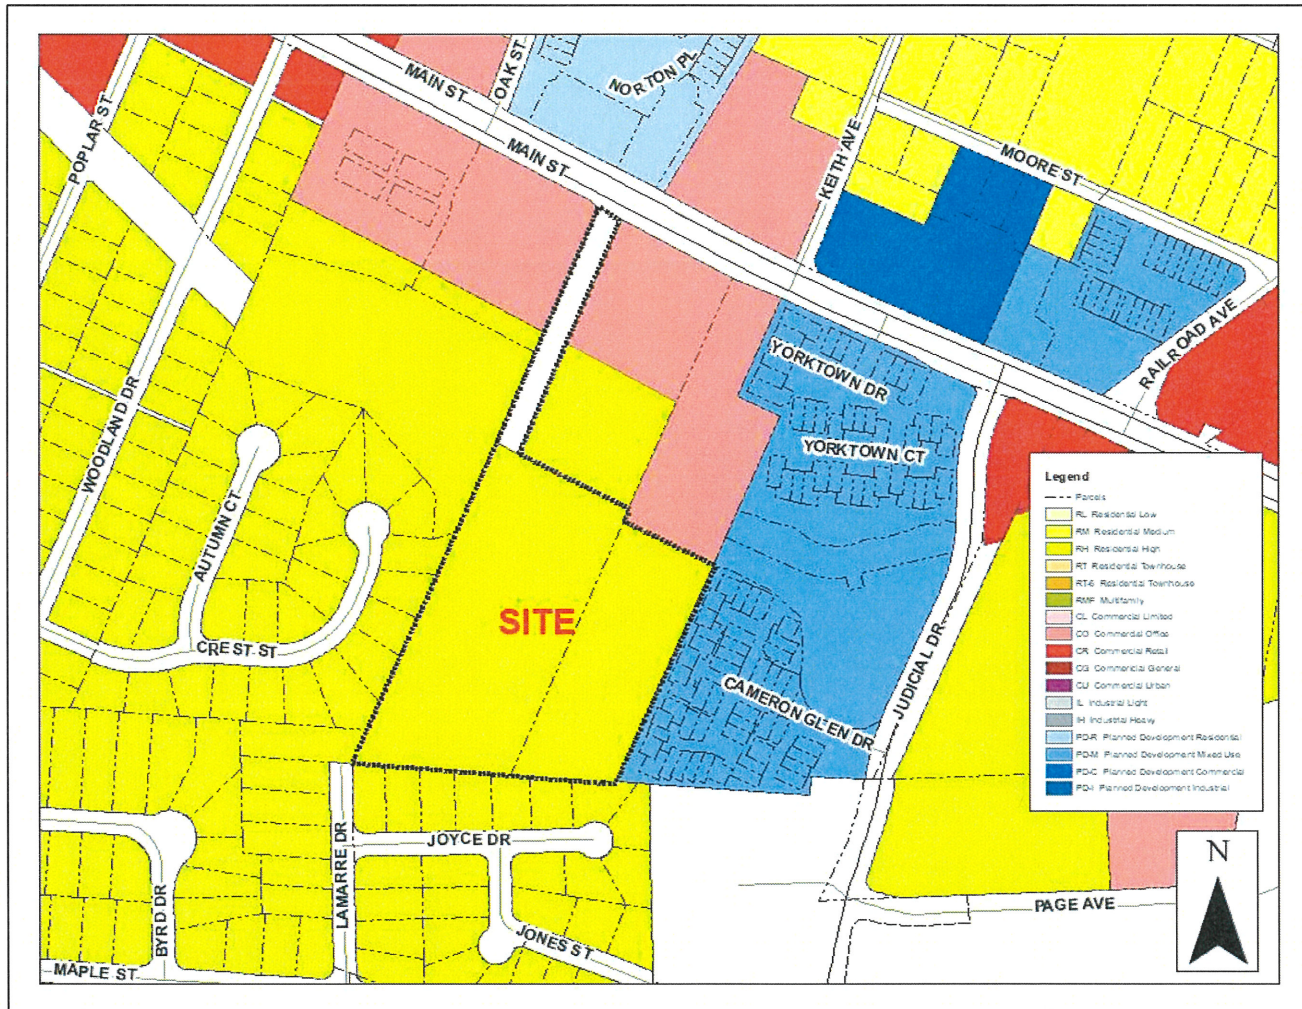 MAIN ST
OAK ST
NORTON PL
POPLAR ST
MAIN ST
KEITH AVE
MOORE ST
RAILROAD AVE
YORKTOWN DR
WOODLAND DR
YORKTOWN CT
AUTUMN CT
SITE
CREST ST
JUDICIAL DR
CAMERON GLEN DR
Legend
Parcels
RL Residential Low
RM Residential Medium
RH Residential High
RT Residential Townhouse
RT-6 Residential Townhouse
RMF Multifamily
CL Commercial Limited
CO Commercial Office
CR Commercial Retail
CG Commericial General
CU Commercial Urban
IL Industrial Light
IH Industrial Heavy
PD-R Planned Development Residential
PD-M Planned Development Mixed Use
PD-C Planned Development Commercial
PD-I Planned Development Industrial
JOYCE DR
LAMARRE DR
BYRD DR
JONES ST
MAPLE ST
PAGE AVE
N